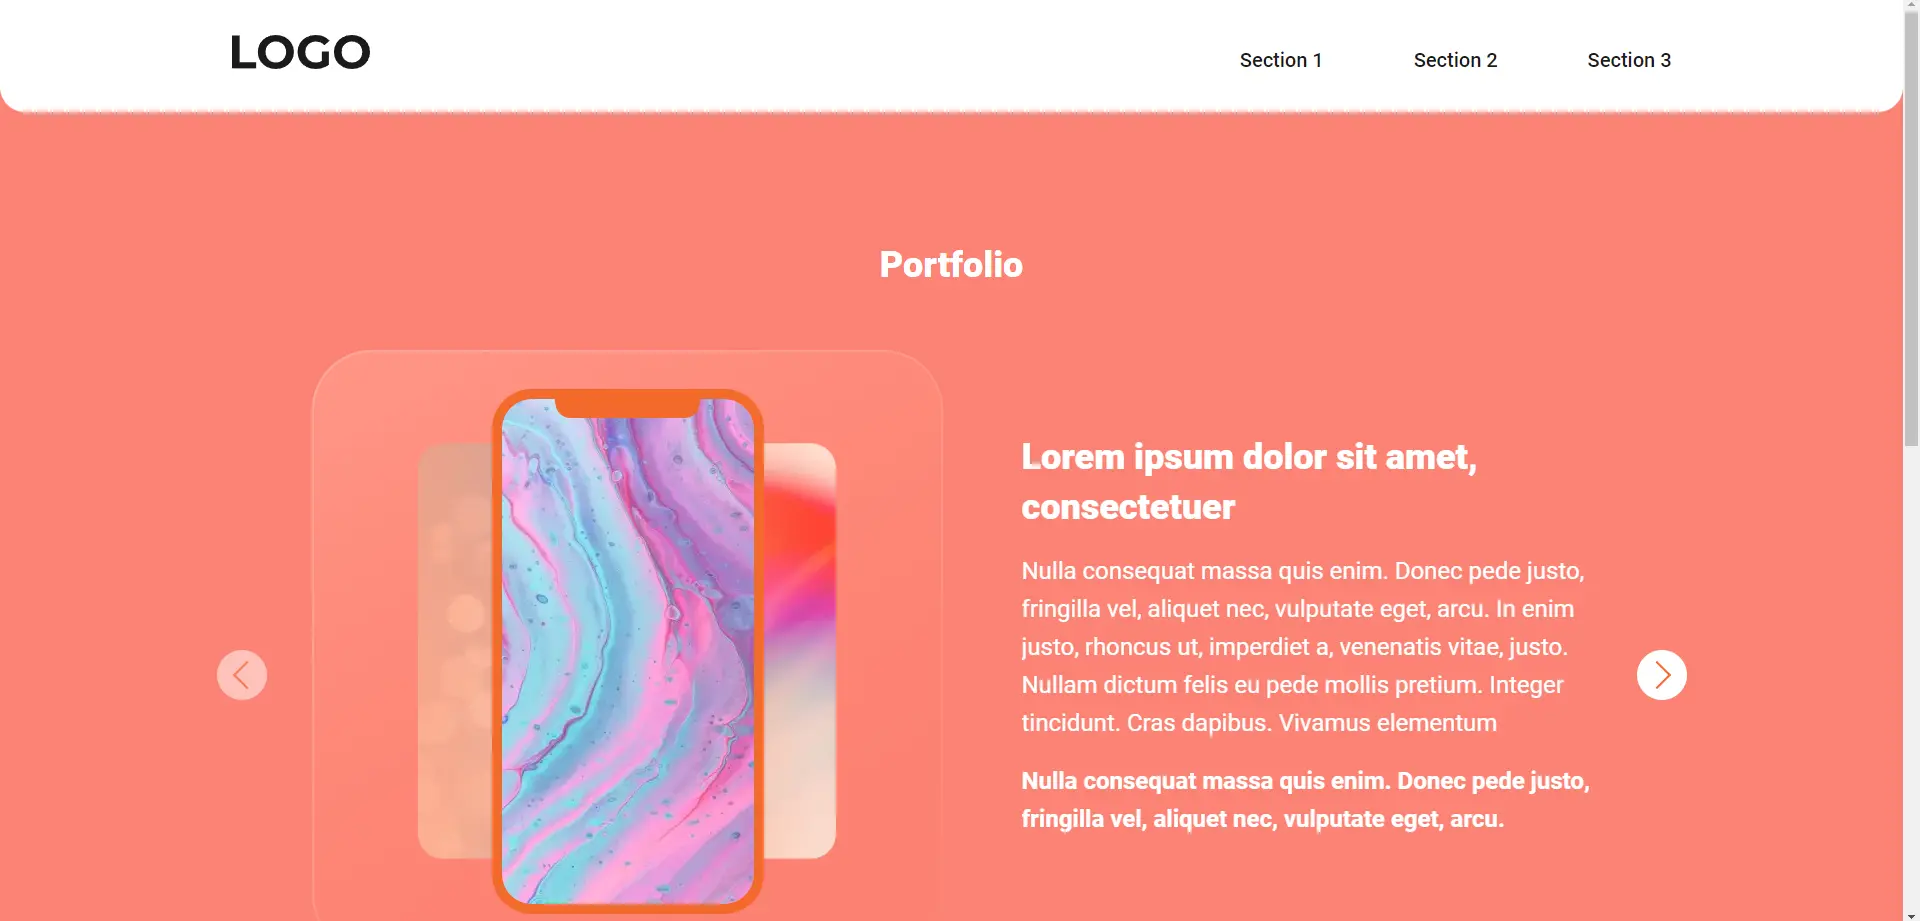 LOGO
Section 1
Section 2
Section 3
Portfolio
Lorem ipsum dolor sit amet,
consectetuer
Nulla consequat massa quis enim. Donec pede justo,
fringilla vel, aliquet nec, vulputate eget, arcu. In enim
justo, rhoncus ut, imperdiet a, venenatis vitae, justo.
Nullam dictum felis eu pede mollis pretium. Integer
tincidunt. Cras dapibus. Vivamus elementum
Nulla consequat massa quis enim. Donec pede justo,
fringilla vel, aliquet nec, vulputate eget, arcu.